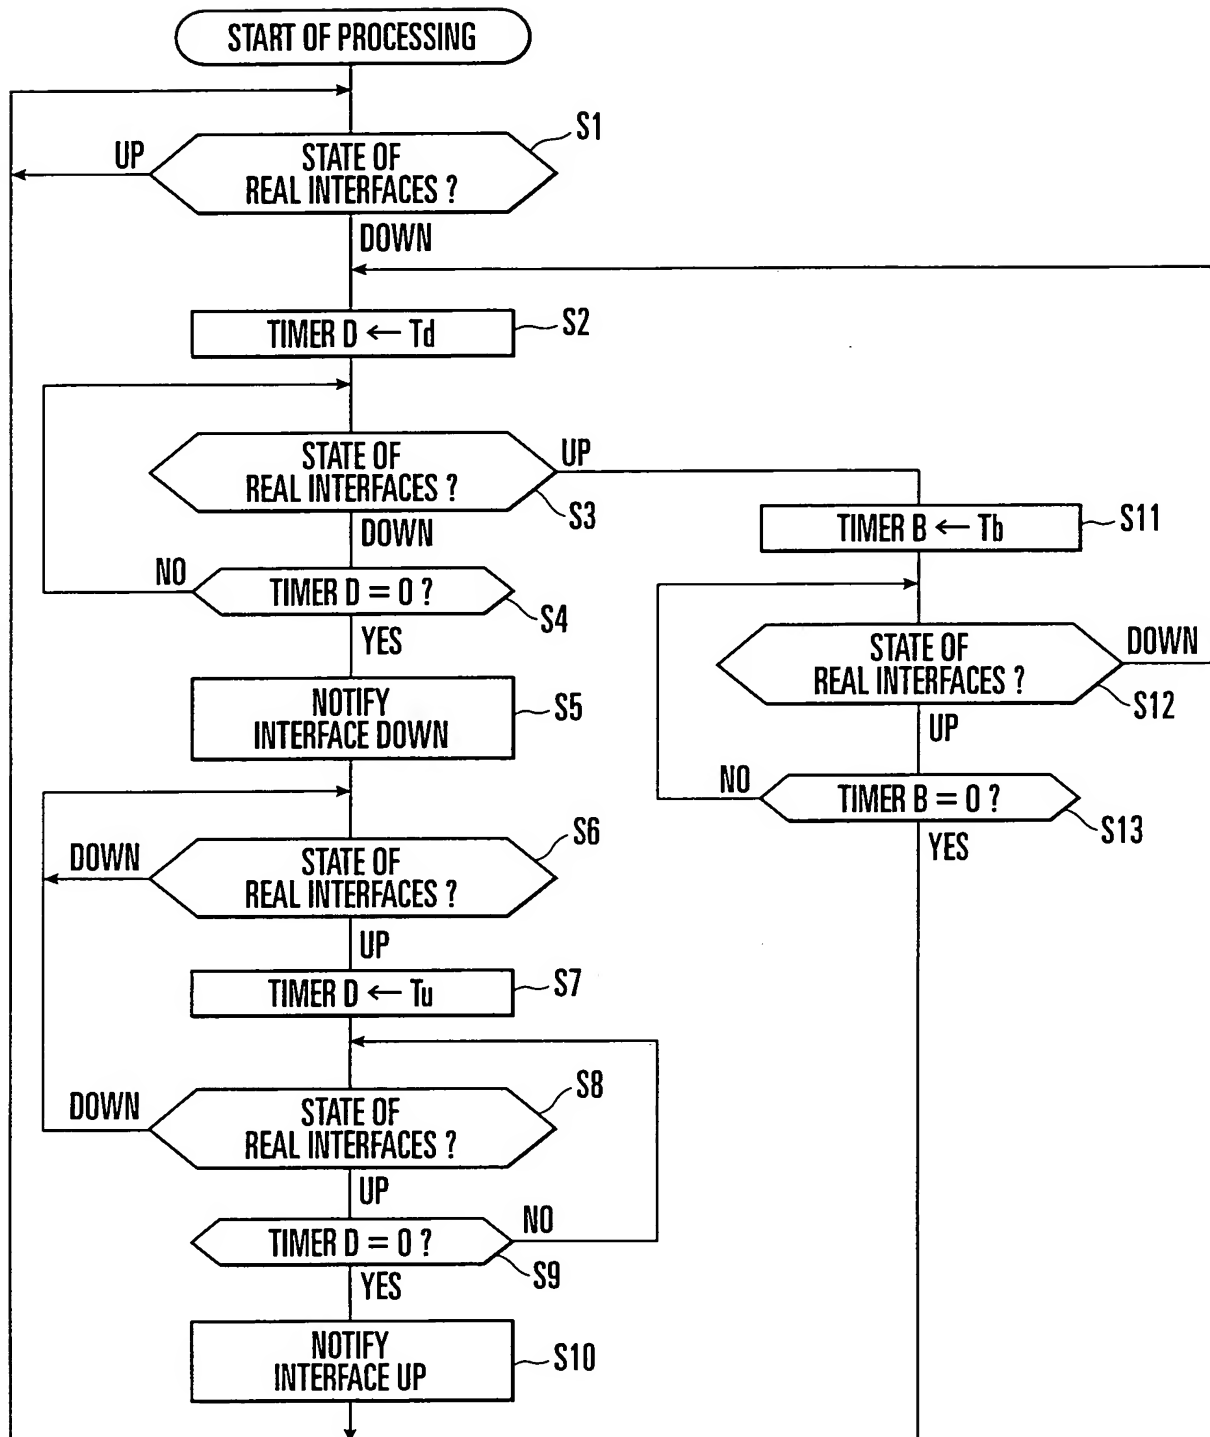 START OF PROCESSING
S1
UP
STATE OF
REAL INTERFACES ?
DOWN
TIMER D ← Td
S2
STATE OF
REAL INTERFACES ?
UP
S3
DOWN
NO
TIMER D = 0 ?
S4
YES
NOTIFY
INTERFACE DOWN
S5
S6
DOWN
STATE OF
REAL INTERFACES ?
UP
TIMER D ← Tu
S7
S8
DOWN
STATE OF
REAL INTERFACES ?
UP
NO
TIMER D = 0 ?
S9
YES
NOTIFY
INTERFACE UP
S10
TIMER B ← Tb
S11
STATE OF
REAL INTERFACES ?
DOWN
S12
UP
NO
TIMER B = 0 ?
S13
YES